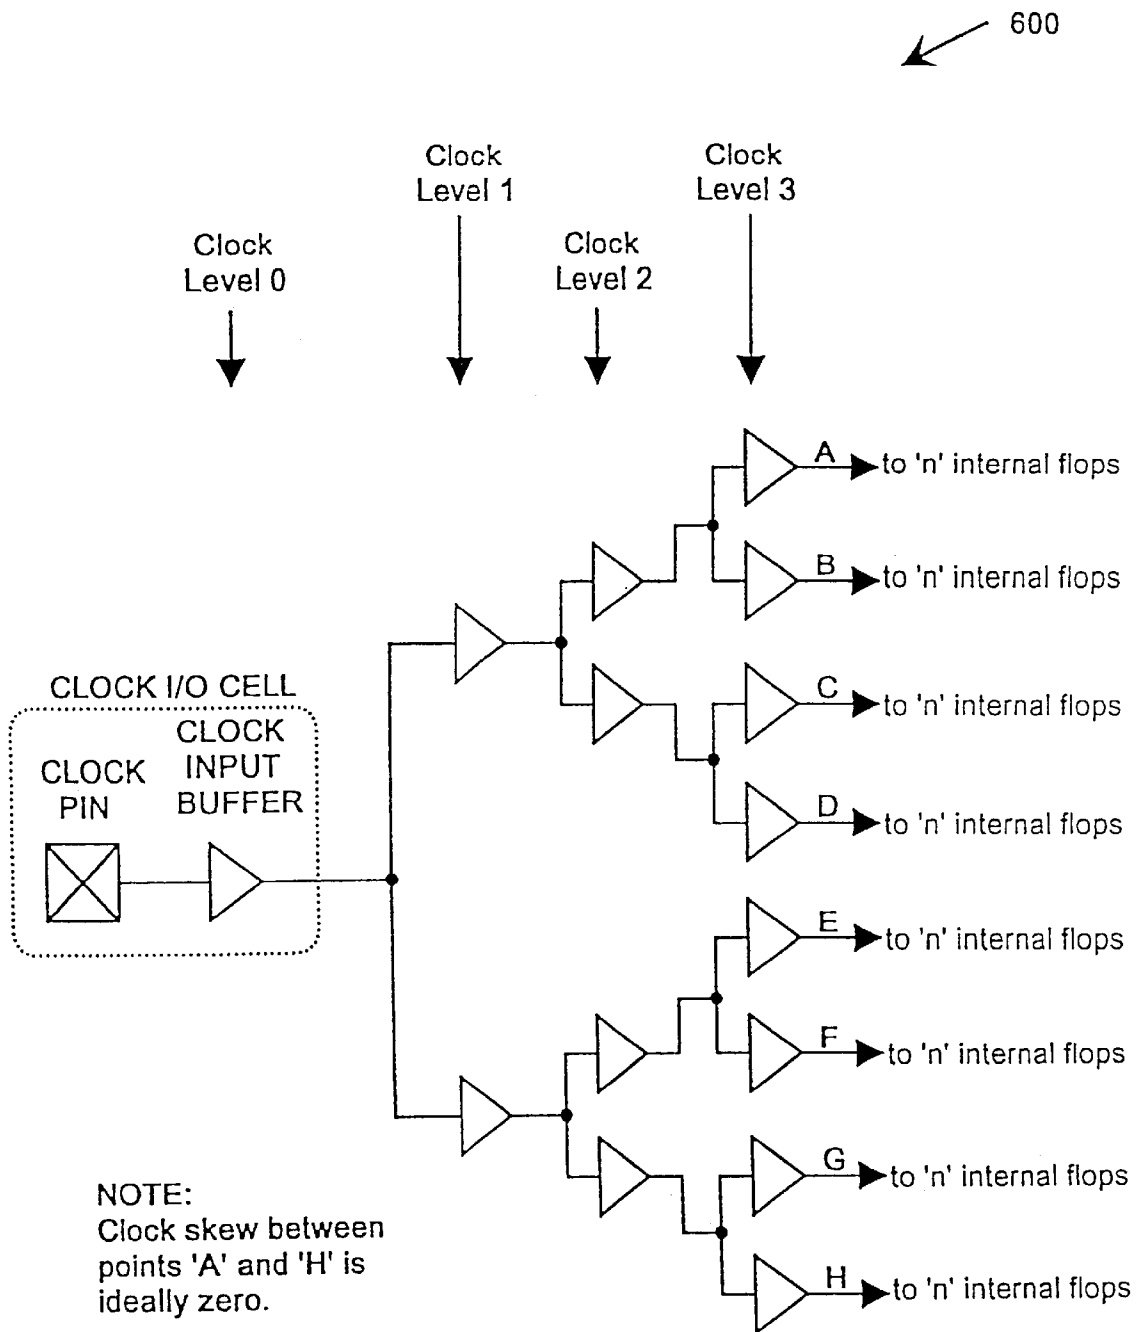 600
Clock
Level 1
Clock
Level 3
Clock
Level 0
Clock
Level 2
A
to 'n' internal flops
B
to 'n' internal flops
C
to 'n' internal flops
D
to 'n' internal flops
CLOCK I/O CELL
CLOCK
PIN
CLOCK
INPUT
BUFFER
E
to 'n' internal flops
F
to 'n' internal flops
G
to 'n' internal flops
H
to 'n' internal flops
NOTE:
Clock skew between
points 'A' and 'H' is
ideally zero.